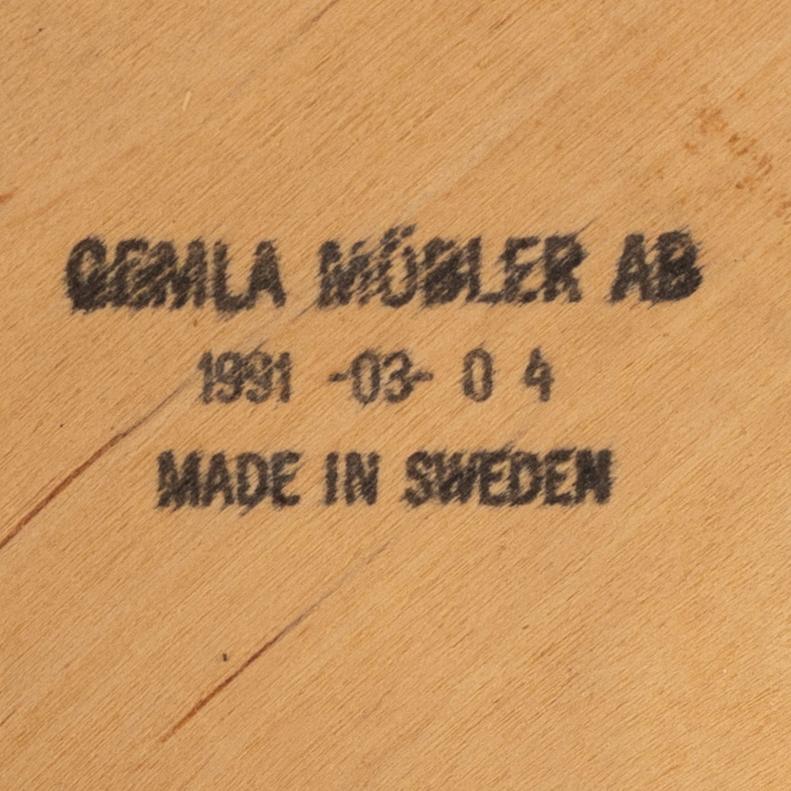 GEMLA MÖBLER AB
1991 -03- 0 4
MADE IN SWEDEN